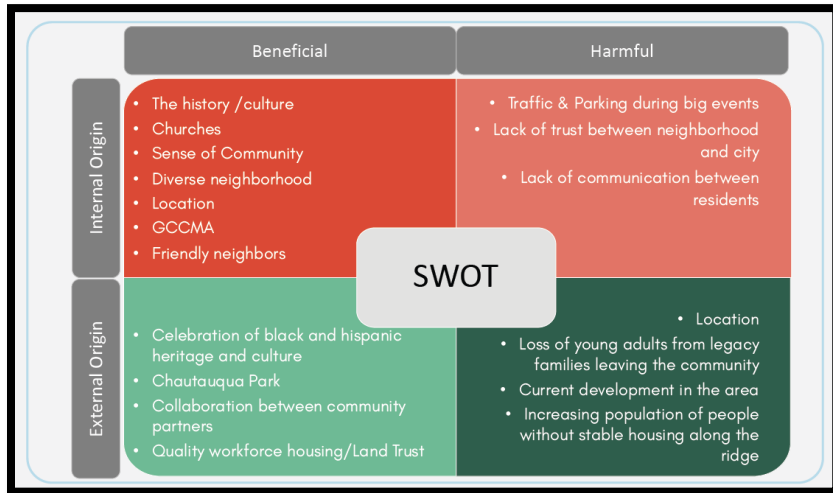 Beneficial
Harmful
Internal Origin
• The history /culture
• Churches
• Sense of Community
• Diverse neighborhood
• Location
• GCCMA
• Friendly neighbors
• Traffic & Parking during big events
• Lack of trust between neighborhood
and city
• Lack of communication between
residents
SWOT
External Origin
• Celebration of black and hispanic
heritage and culture
• Chautauqua Park
• Collaboration between community
partners
• Quality workforce housing/Land Trust
• Location
• Loss of young adults from legacy
families leaving the community
• Current development in the area
• Increasing population of people
without stable housing along the
ridge